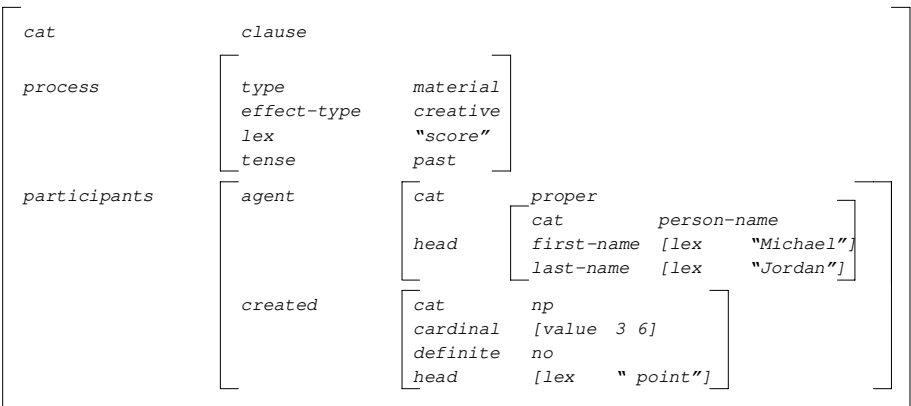 cat clause
process type material
effect-type creative
lex “score”
tense past
participants agent cat proper
cat person-name
head first-name [lex “Michael”]
last-name [lex “Jordan”]
created cat np
cardinal [value 3 6]
definite no
head [lex “ point”]